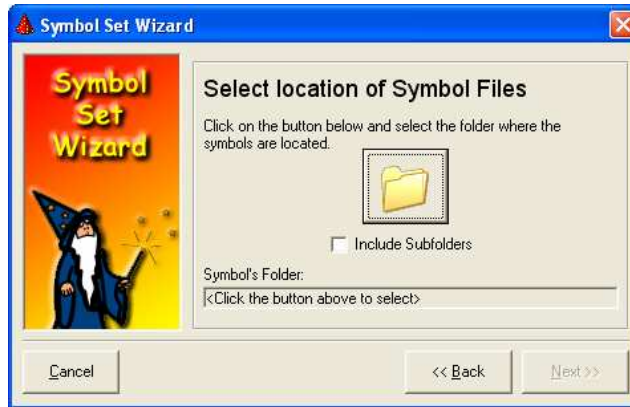 Symbol Set Wizard
Symbol
Set
Wizard
Select location of Symbol Files
Click on the button below and select the folder where the
symbols are located.
Include Subfolders
Symbol's Folder:
<Click the button above to select>
Cancel
<< Back
Next >>